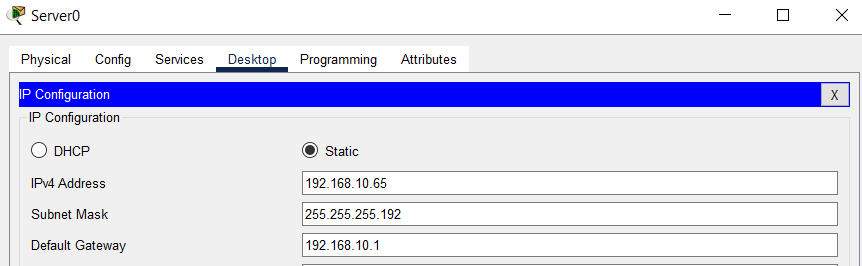 Server0
Physical Config Services Desktop Programming Attributes
IP Configuration X
IP Configuration
DHCP Static
IPv4 Address 192.168.10.65
Subnet Mask 255.255.255.192
Default Gateway 192.168.10.1